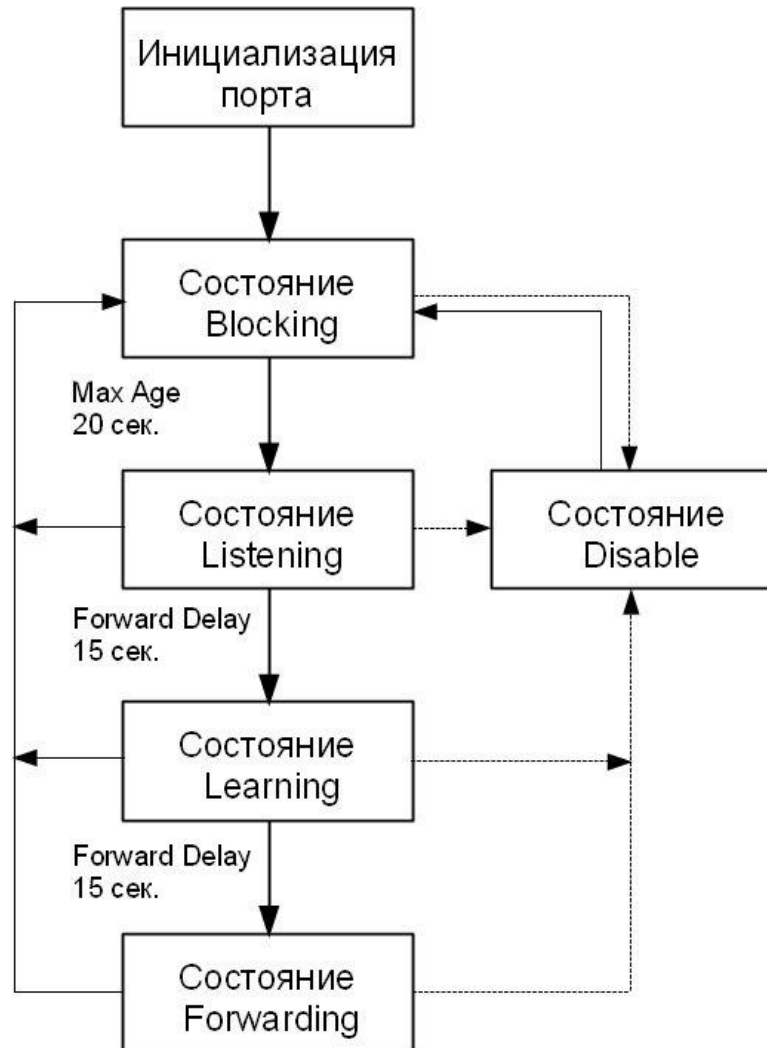 Инициализация
порта
Состояние
Blocking
Max Age
20 сек.
Состояние
Listening
Состояние
Disable
Forward Delay
15 сек.
Состояние
Learning
Forward Delay
15 сек.
Состояние
Forwarding